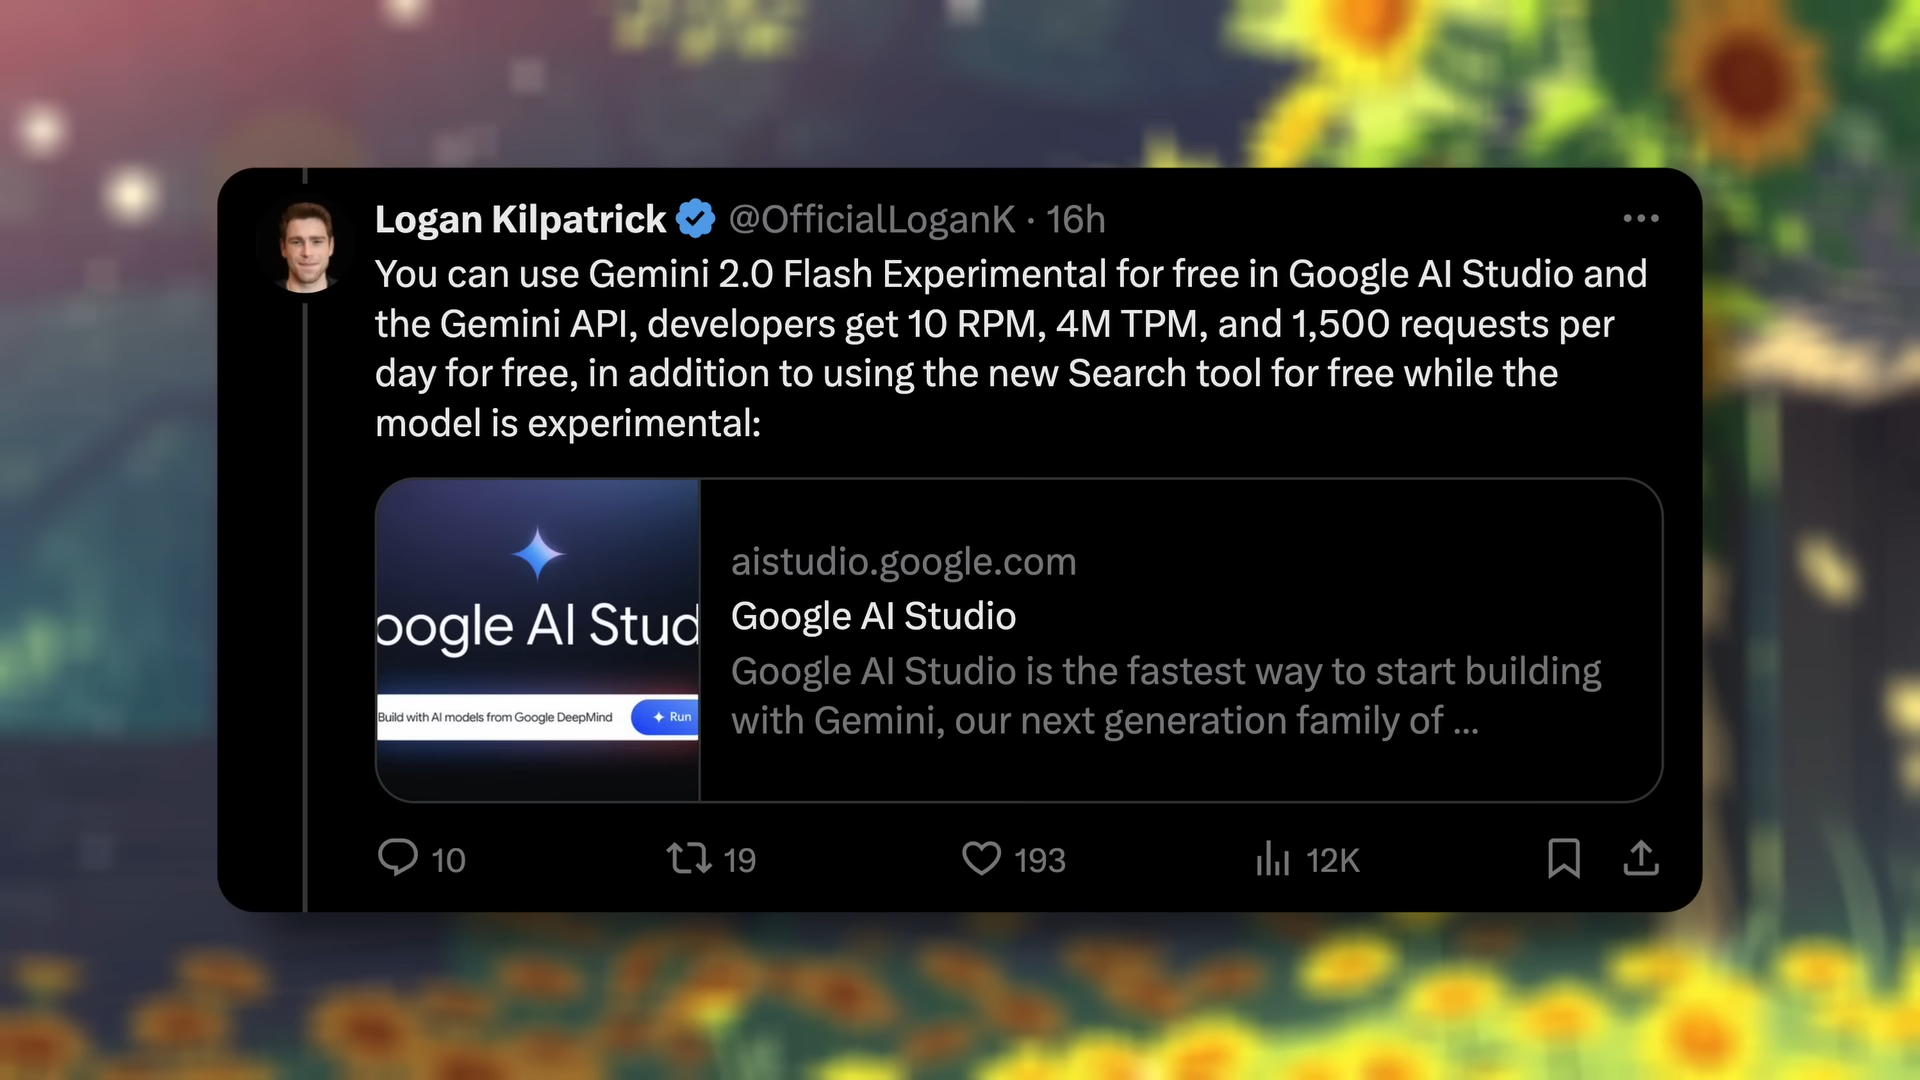 Logan Kilpatrick @OfficialLoganK · 16h
You can use Gemini 2.0 Flash Experimental for free in Google AI Studio and
the Gemini API, developers get 10 RPM, 4M TPM, and 1,500 requests per
day for free, in addition to using the new Search tool for free while the
model is experimental:
oogle AI Stud
Build with AI models from Google DeepMind
Run
aistudio.google.com
Google AI Studio
Google AI Studio is the fastest way to start building
with Gemini, our next generation family of ...
10 19 193 12K